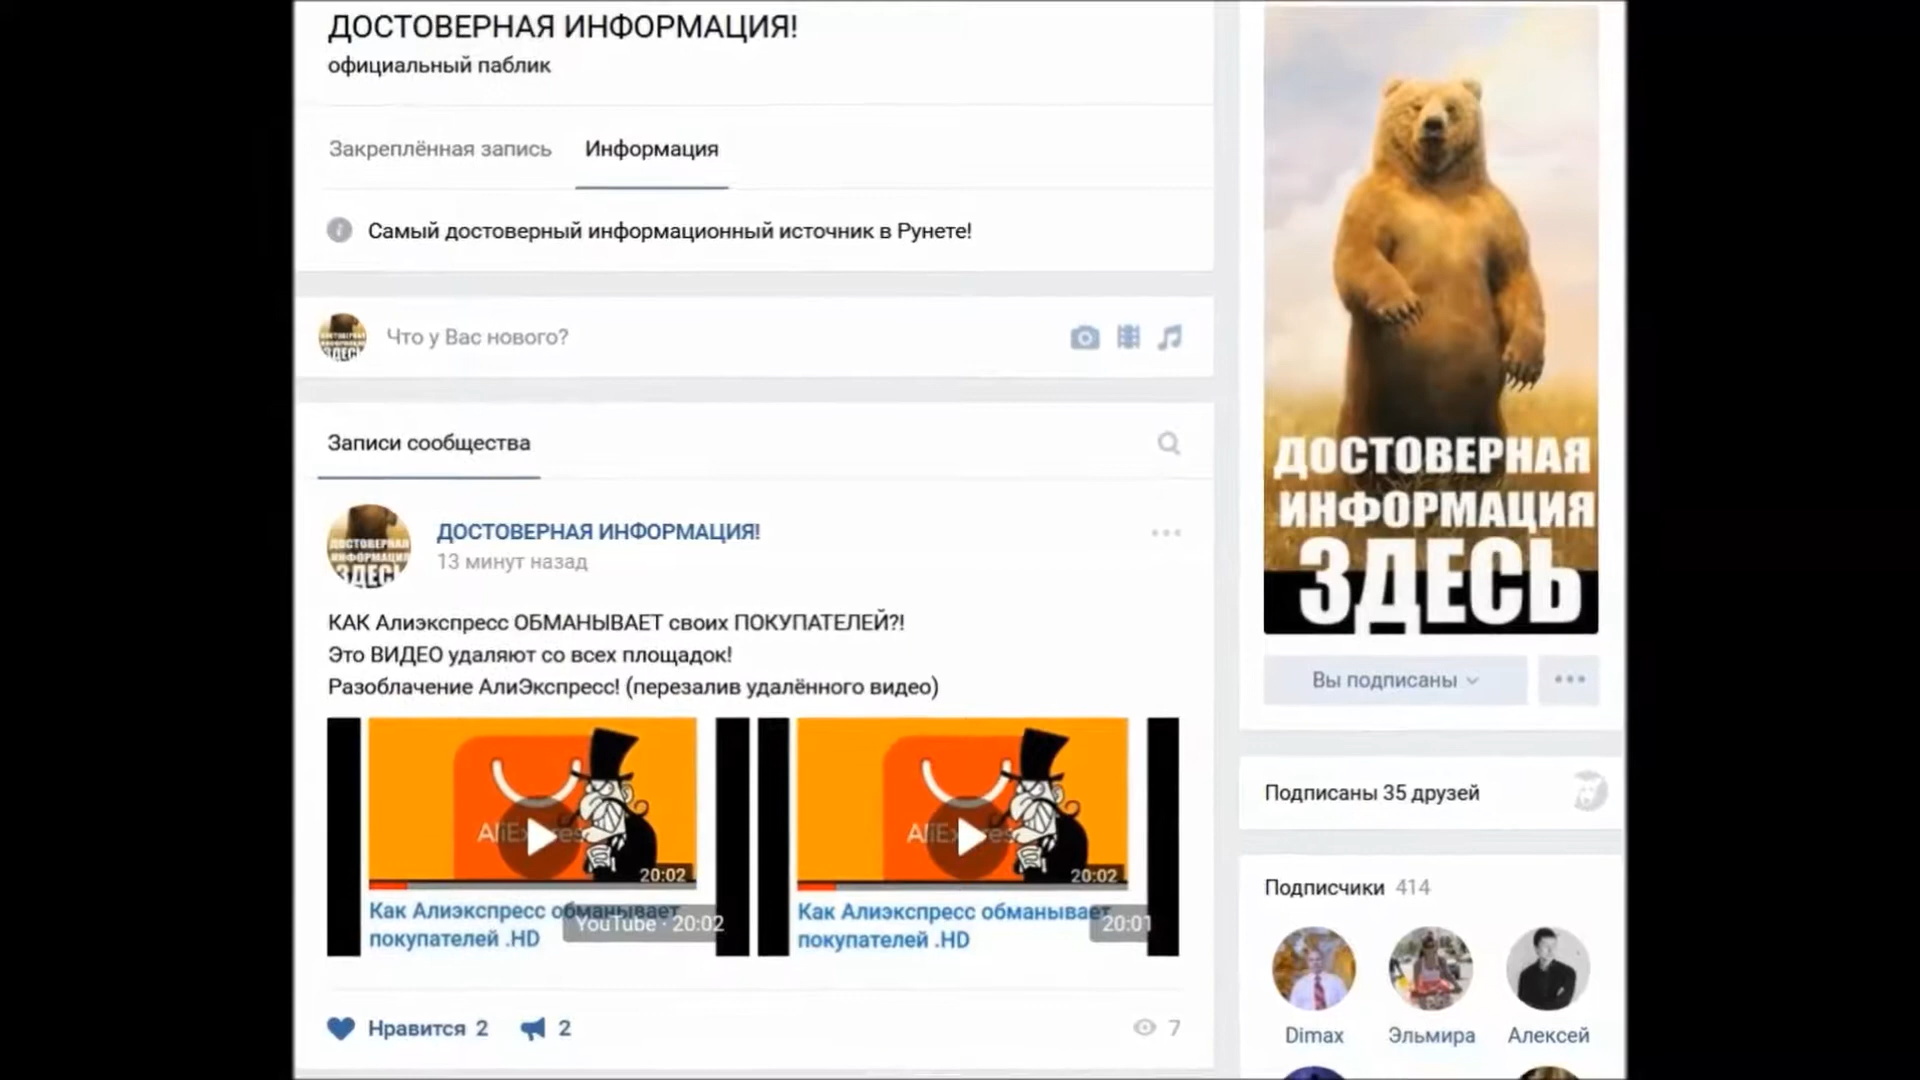 ДОСТОВЕРНАЯ ИНФОРМАЦИЯ!
официальный паблик
Закреплённая запись
Информация
Самый достоверный информационный источник в Рунете!
Что у Вас нового?
Записи сообщества
ДОСТОВЕРНАЯ ИНФОРМАЦИЯ!
13 минут назад
КАК Алиэкспресс ОБМАНЫВАЕТ своих ПОКУПАТЕЛЕЙ?!
Это ВИДЕО удаляют со всех площадок!
Разоблачение АлиЭкспресс! (перезалив удалённого видео)
20:02
Как Алиэкспресс обманывает
покупателей .HD
YouTube · 20:02
20:02
Как Алиэкспресс обманывает
покупателей .HD
20:01
Нравится 2
2
7
ДОСТОВЕРНАЯ
ИНФОРМАЦИЯ
ЗДЕСЬ
Вы подписаны
Подписаны 35 друзей
Подписчики 414
Dimax
Эльмира
Алексей